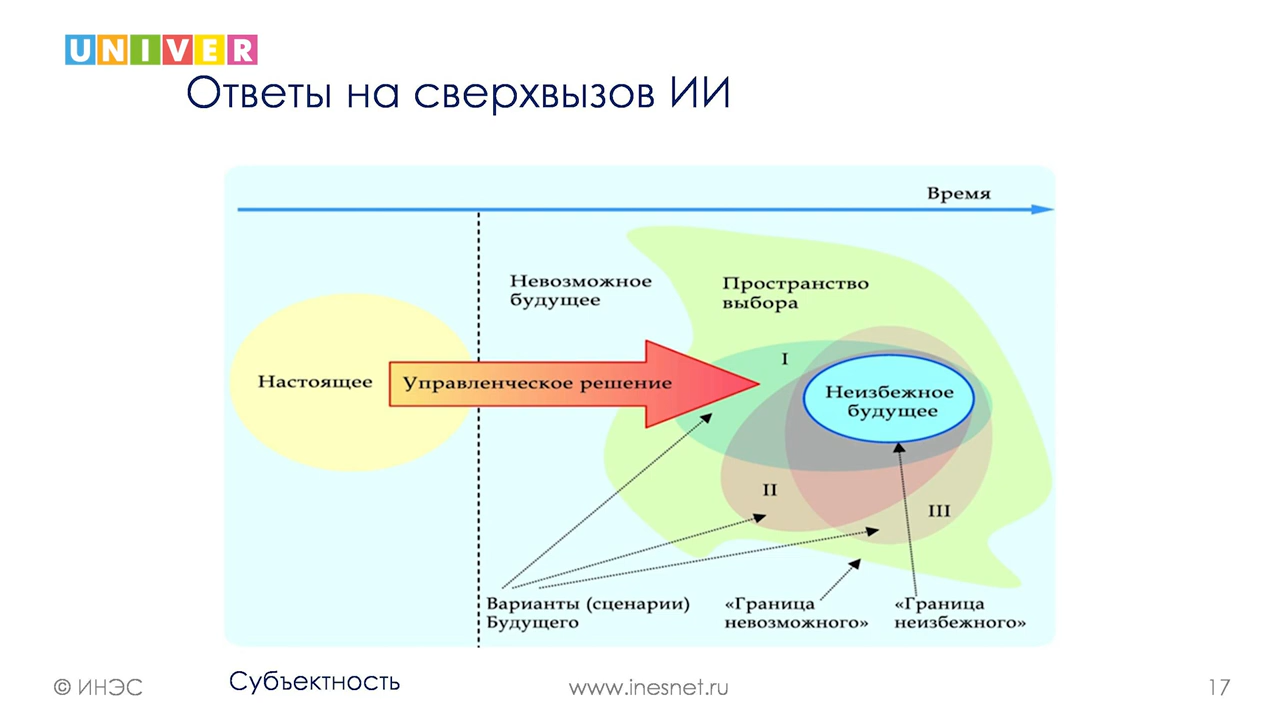 UNIVER
Ответы на сверхвызов ИИ
Время
Невозможное
будущее
Пространство
выбора
I
Настоящее
Управленческое решение
Неизбежное
будущее
II
III
Варианты (сценарии)
Будущего
«Граница
невозможного»
«Граница
неизбежного»
© ИНЭС
Субъектность
www.inesnet.ru
17